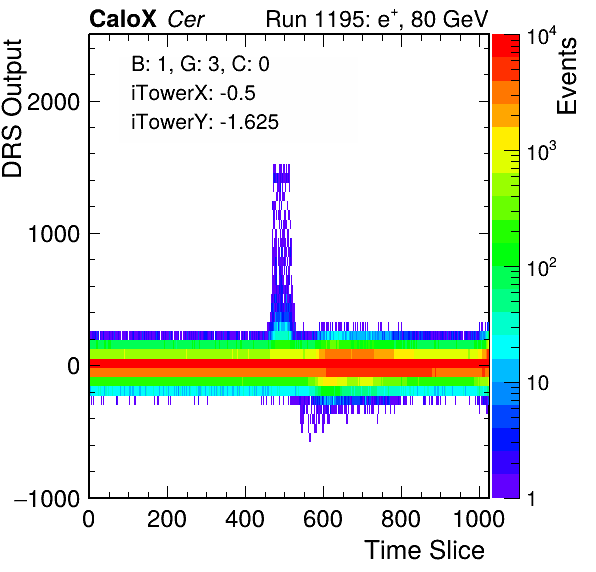 CaloX Cer Run 1195: e⁺, 80 GeV
DRS Output
Events
B: 1, G: 3, C: 0
iTowerX: -0.5
iTowerY: -1.625
2000
1000
0
−1000
0 200 400 600 800 1000
Time Slice
10⁴
10³
10²
10
1